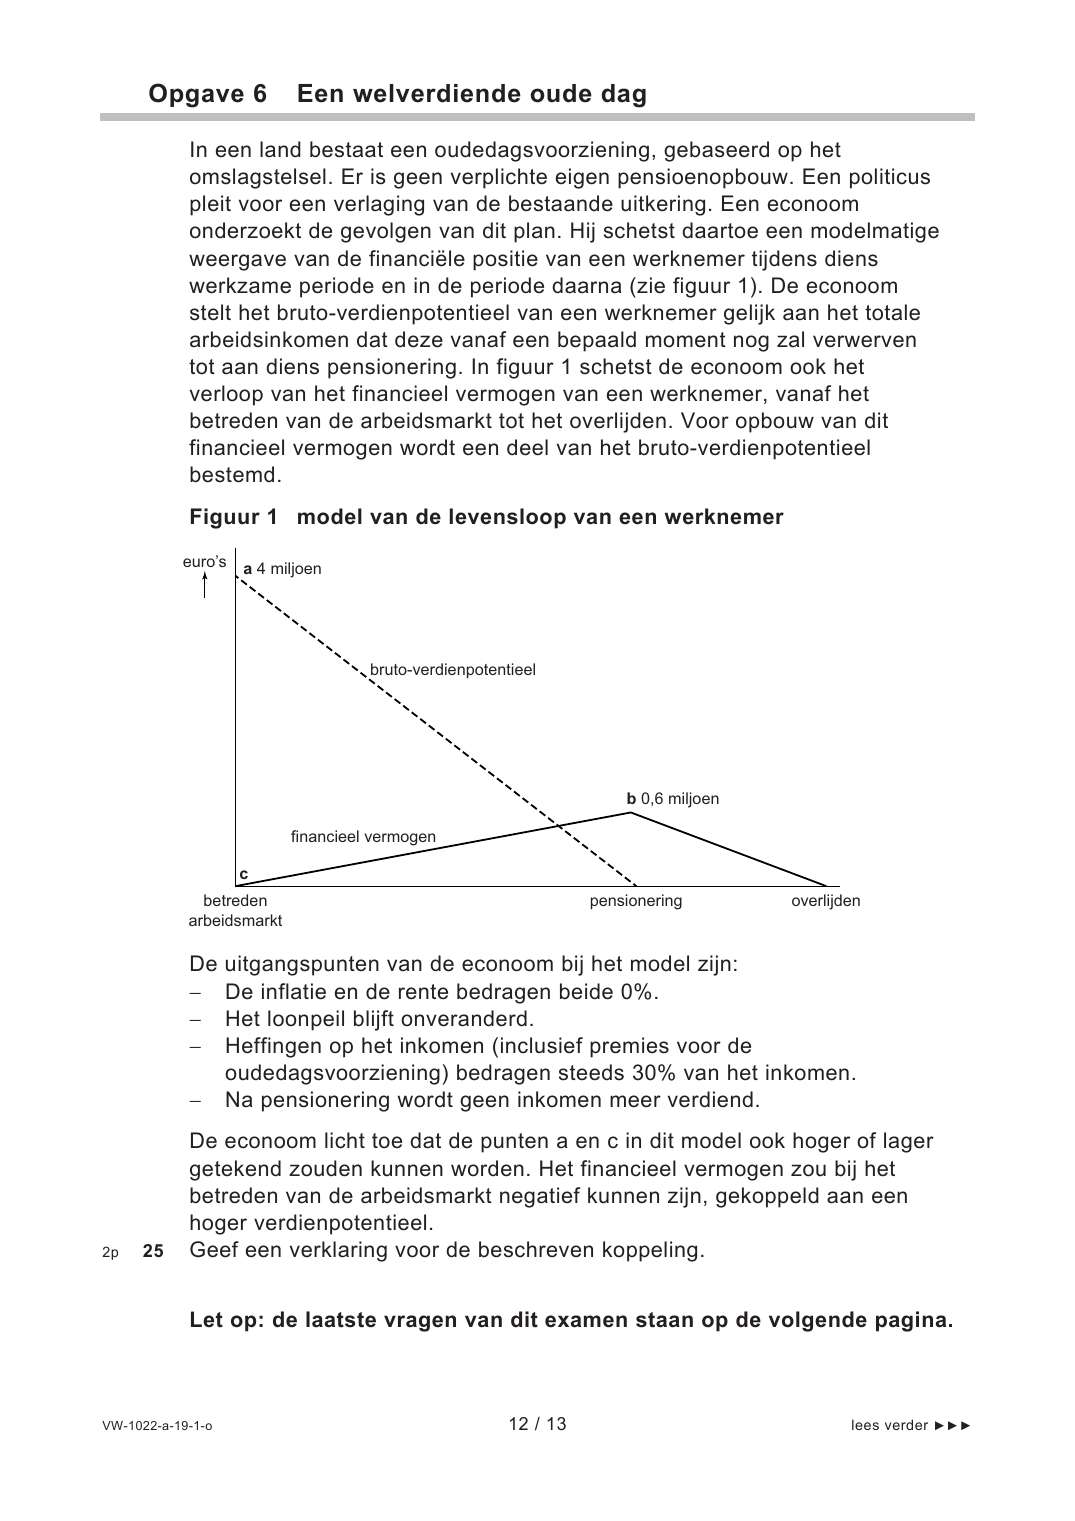 Opgave 6 Een welverdiende oude dag
In een land bestaat een oudedagsvoorziening, gebaseerd op het
omslagstelsel. Er is geen verplichte eigen pensioenopbouw. Een politicus
pleit voor een verlaging van de bestaande uitkering. Een econoom
onderzoekt de gevolgen van dit plan. Hij schetst daartoe een modelmatige
weergave van de financiële positie van een werknemer tijdens diens
werkzame periode en in de periode daarna (zie figuur 1). De econoom
stelt het bruto-verdienpotentieel van een werknemer gelijk aan het totale
arbeidsinkomen dat deze vanaf een bepaald moment nog zal verwerven
tot aan diens pensionering. In figuur 1 schetst de econoom ook het
verloop van het financieel vermogen van een werknemer, vanaf het
betreden van de arbeidsmarkt tot het overlijden. Voor opbouw van dit
financieel vermogen wordt een deel van het bruto-verdienpotentieel
bestemd.
Figuur 1 model van de levensloop van een werknemer
euro's
a 4 miljoen
bruto-verdienpotentieel
b 0,6 miljoen
financieel vermogen
c
betreden pensionering overlijden
arbeidsmarkt
De uitgangspunten van de econoom bij het model zijn:
– De inflatie en de rente bedragen beide 0%.
– Het loonpeil blijft onveranderd.
– Heffingen op het inkomen (inclusief premies voor de
oudedagsvoorziening) bedragen steeds 30% van het inkomen.
– Na pensionering wordt geen inkomen meer verdiend.
De econoom licht toe dat de punten a en c in dit model ook hoger of lager
getekend zouden kunnen worden. Het financieel vermogen zou bij het
betreden van de arbeidsmarkt negatief kunnen zijn, gekoppeld aan een
hoger verdienpotentieel.
2p 25 Geef een verklaring voor de beschreven koppeling.
Let op: de laatste vragen van dit examen staan op de volgende pagina.
VW-1022-a-19-1-o 12 / 13 lees verder ►►►